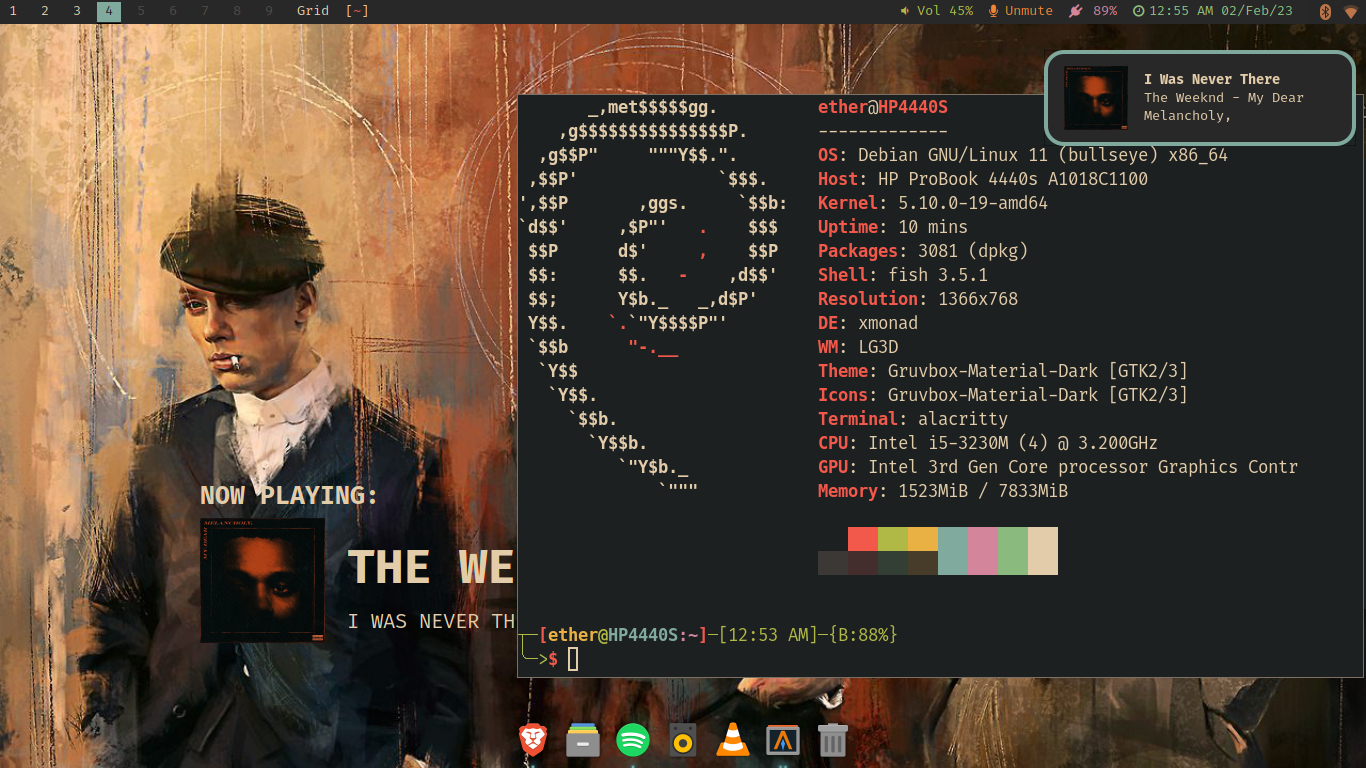 1 2 3 4 5 6 7 8 9 Grid [~] Vol 45% Unmute 89% 12:55 AM 02/Feb/23
I Was Never There
The Weeknd - My Dear
Melancholy,
_,met$$$$$gg.
,g$$$$$$$$$$$$$$$P.
,g$$P"     """Y$$.".
,$$P'              `$$$.
',$$P       ,ggs.     `$$b:
`d$$'     ,$P"'   .    $$$
$$P      d$'     ,    $$P
$$:      $$.   -    ,d$$'
$$;      Y$b._   _,d$P'
Y$$.    `.`"Y$$$$P"'
`$$b      "-.__
`Y$$
`Y$$.
`$$b.
`Y$$b.
`"Y$b._
`"""
ether@HP4440S
-------------
OS: Debian GNU/Linux 11 (bullseye) x86_64
Host: HP ProBook 4440s A1018C1100
Kernel: 5.10.0-19-amd64
Uptime: 10 mins
Packages: 3081 (dpkg)
Shell: fish 3.5.1
Resolution: 1366x768
DE: xmonad
WM: LG3D
Theme: Gruvbox-Material-Dark [GTK2/3]
Icons: Gruvbox-Material-Dark [GTK2/3]
Terminal: alacritty
CPU: Intel i5-3230M (4) @ 3.200GHz
GPU: Intel 3rd Gen Core processor Graphics Contr
Memory: 1523MiB / 7833MiB
[ether@HP4440S:~]─[12:53 AM]─{B:88%}
╰─>$
NOW PLAYING:
MELANCHOLY,
MY DEAR
THE WE
I WAS NEVER TH